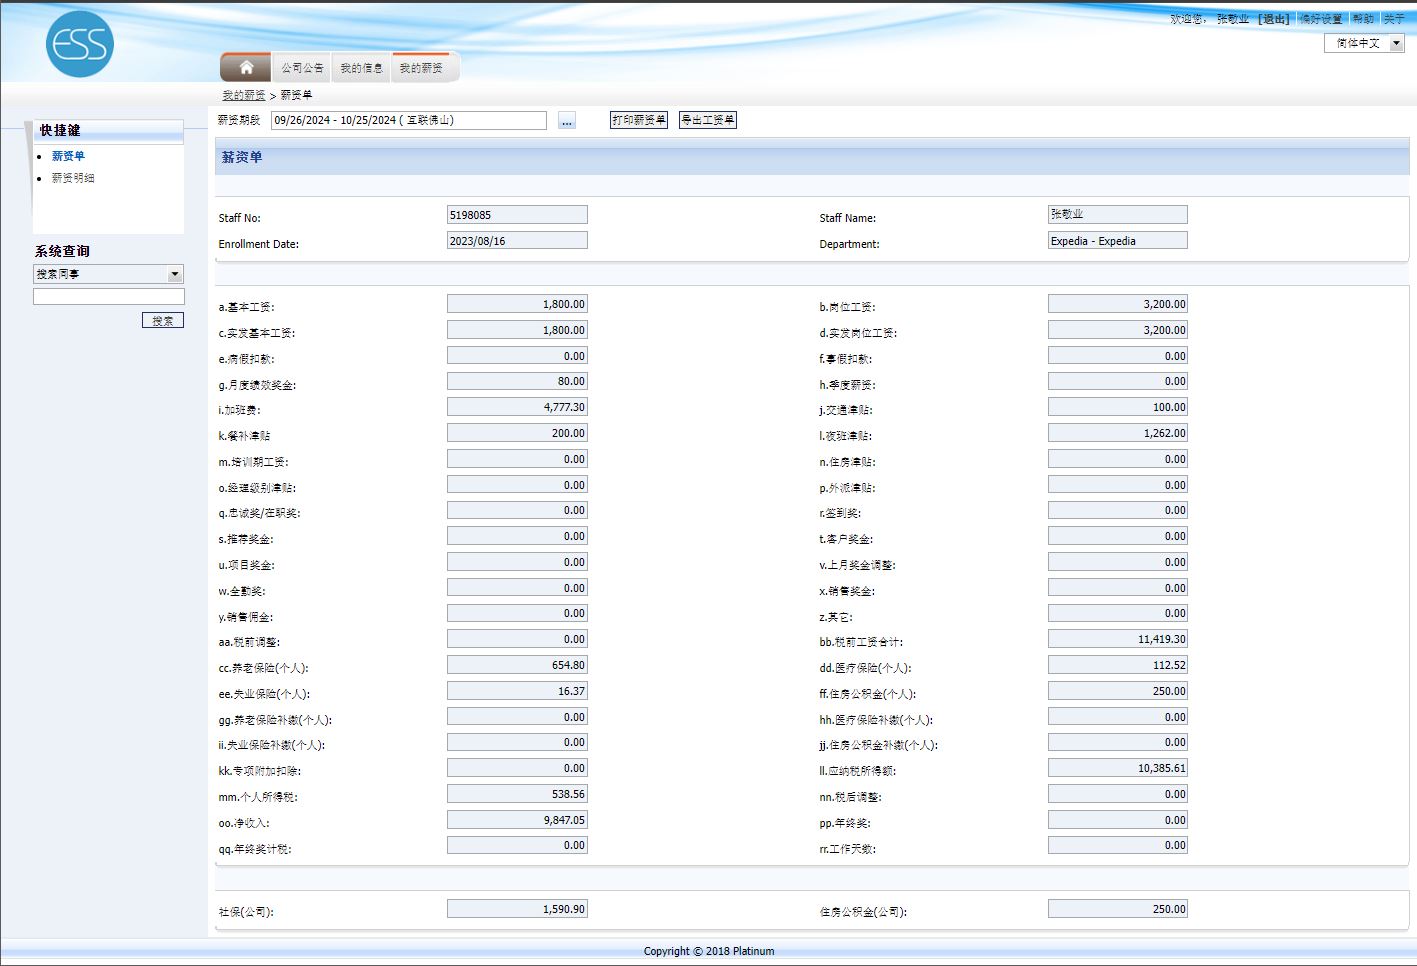 ESS
欢迎您, 张敬业 [退出] 偏好设置 帮助 关于
简体中文
公司公告 我的信息 我的薪资
我的薪资 > 薪资单
薪资期段 09/26/2024 - 10/25/2024 ( 互联佛山) ... 打印薪资单 导出工资单
快捷键
薪资单
薪资明细
系统查询
搜索同事
搜索
薪资单
Staff No: 5198085 Staff Name: 张敬业
Enrollment Date: 2023/08/16 Department: Expedia - Expedia
a.基本工资: 1,800.00 b.岗位工资: 3,200.00
c.实发基本工资: 1,800.00 d.实发岗位工资: 3,200.00
e.病假扣款: 0.00 f.事假扣款: 0.00
g.月度绩效奖金: 80.00 h.季度薪资: 0.00
i.加班费: 4,777.30 j.交通津贴: 100.00
k.餐补津贴 200.00 l.夜班津贴: 1,262.00
m.培训期工资: 0.00 n.住房津贴: 0.00
o.经理级别津贴: 0.00 p.外派津贴: 0.00
q.忠诚奖/在职奖: 0.00 r.签到奖: 0.00
s.推荐奖金: 0.00 t.客户奖金: 0.00
u.项目奖金: 0.00 v.上月奖金调整: 0.00
w.全勤奖: 0.00 x.销售奖金: 0.00
y.销售佣金: 0.00 z.其它: 0.00
aa.税前调整: 0.00 bb.税前工资合计: 11,419.30
cc.养老保险(个人): 654.80 dd.医疗保险(个人): 112.52
ee.失业保险(个人): 16.37 ff.住房公积金(个人): 250.00
gg.养老保险补缴(个人): 0.00 hh.医疗保险补缴(个人): 0.00
ii.失业保险补缴(个人): 0.00 jj.住房公积金补缴(个人): 0.00
kk.专项附加扣除: 0.00 ll.应纳税所得额: 10,385.61
mm.个人所得税: 538.56 nn.税后调整: 0.00
oo.净收入: 9,847.05 pp.年终奖: 0.00
qq.年终奖计税: 0.00 rr.工作天数: 0.00
社保(公司): 1,590.90 住房公积金(公司): 250.00
Copyright © 2018 Platinum